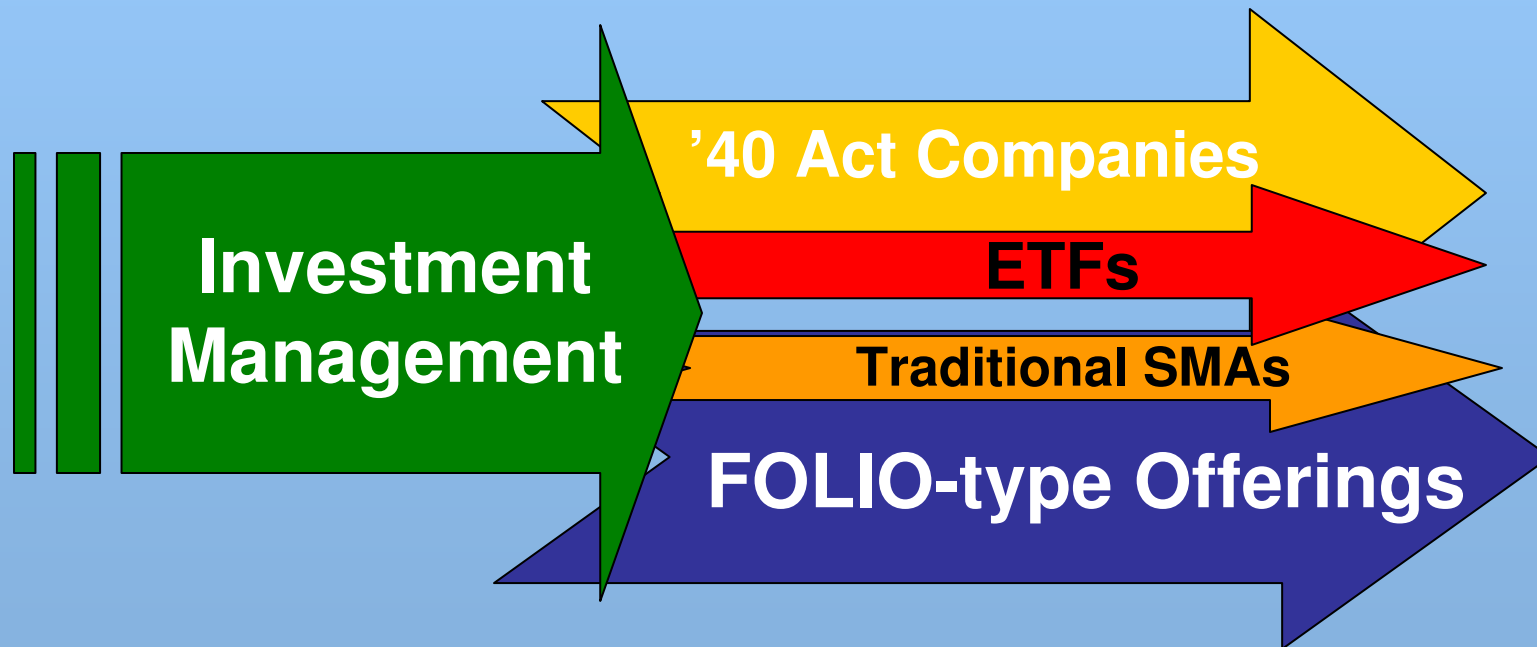 ’40 Act Companies
Investment
Management
ETFs
Traditional SMAs
FOLIO-type Offerings